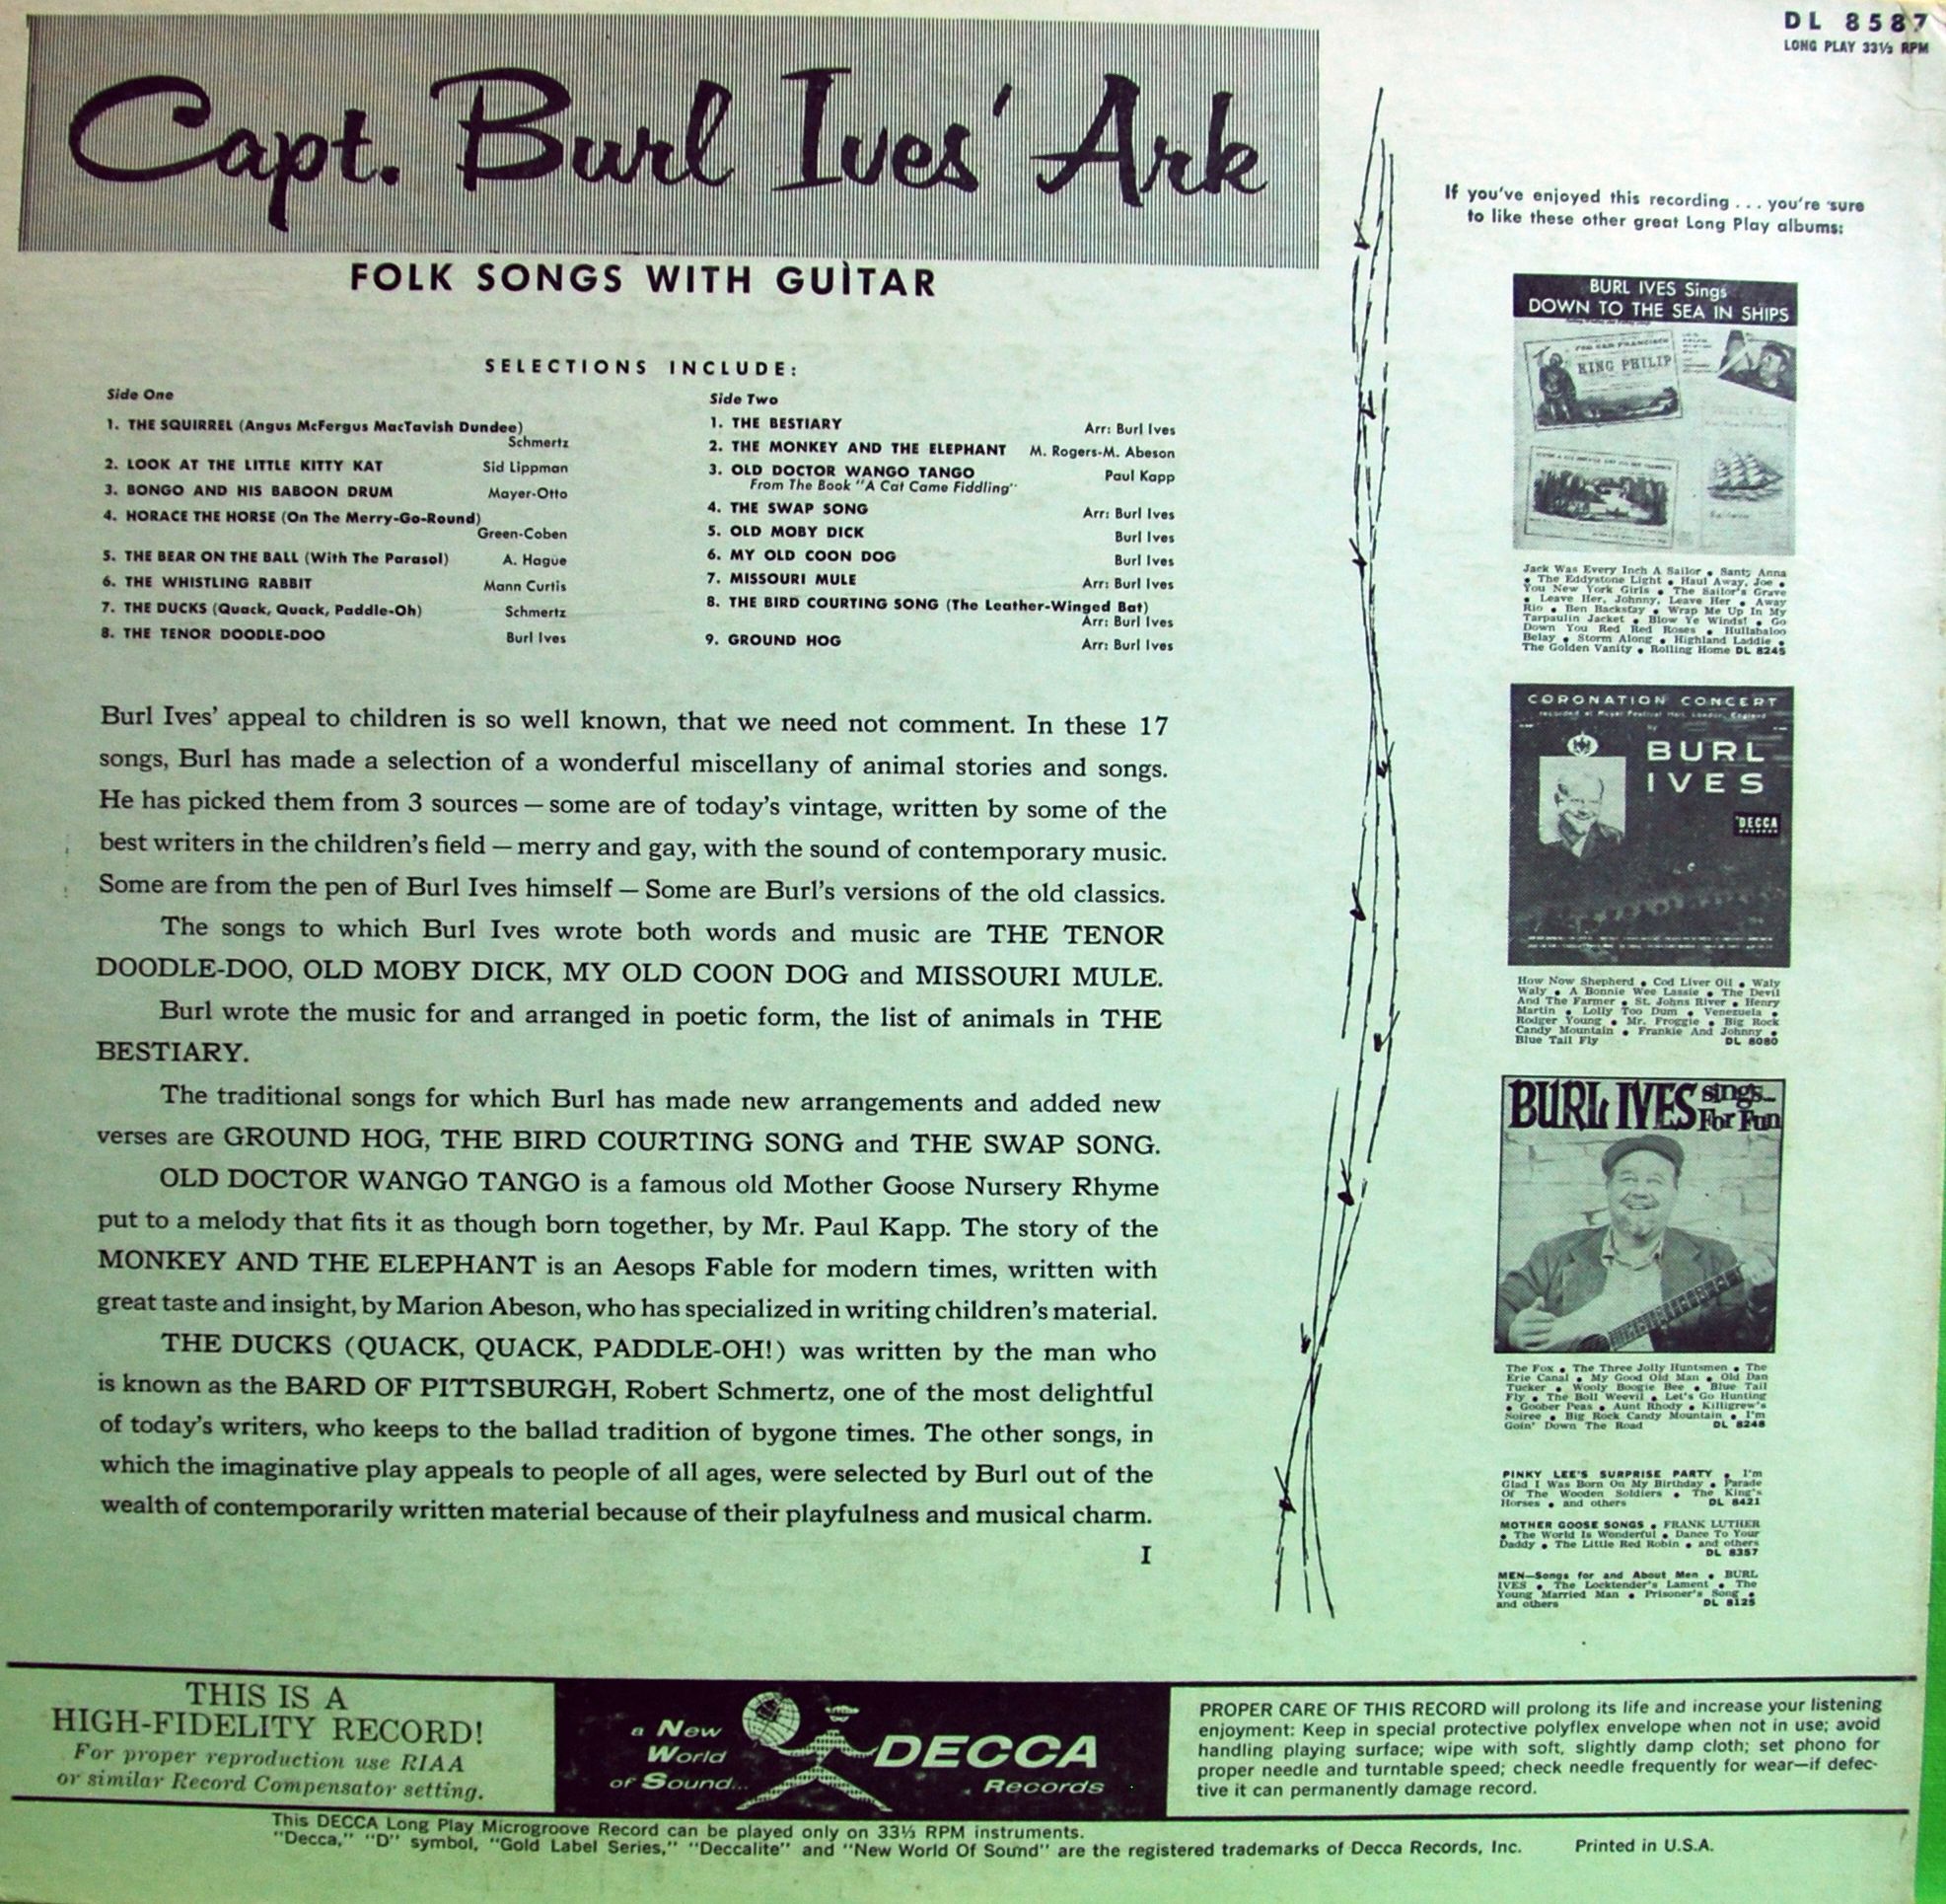 DL 8587
LONG PLAY 33⅓ RPM
Capt. Burl Ives' Ark
FOLK SONGS WITH GUITAR
SELECTIONS INCLUDE:
Side One
1. THE SQUIRREL (Angus McFergus MacTavish Dundee)
Schmertz
2. LOOK AT THE LITTLE KITTY KAT Sid Lippman
3. BONGO AND HIS BABOON DRUM Mayer-Otto
4. HORACE THE HORSE (On The Merry-Go-Round)
Green-Coben
5. THE BEAR ON THE BALL (With The Parasol) A. Hague
6. THE WHISTLING RABBIT Mann Curtis
7. THE DUCKS (Quack, Quack, Paddle-Oh) Schmertz
8. THE TENOR DOODLE-DOO Burl Ives
Side Two
1. THE BESTIARY Arr: Burl Ives
2. THE MONKEY AND THE ELEPHANT M. Rogers-M. Abeson
3. OLD DOCTOR WANGO TANGO Paul Kapp
From The Book "A Cat Came Fiddling"
4. THE SWAP SONG Arr: Burl Ives
5. OLD MOBY DICK Burl Ives
6. MY OLD COON DOG Burl Ives
7. MISSOURI MULE Arr: Burl Ives
8. THE BIRD COURTING SONG (The Leather-Winged Bat)
Arr: Burl Ives
9. GROUND HOG Arr: Burl Ives
Burl Ives' appeal to children is so well known, that we need not comment. In these 17
songs, Burl has made a selection of a wonderful miscellany of animal stories and songs.
He has picked them from 3 sources — some are of today's vintage, written by some of the
best writers in the children's field — merry and gay, with the sound of contemporary music.
Some are from the pen of Burl Ives himself — Some are Burl's versions of the old classics.
The songs to which Burl Ives wrote both words and music are THE TENOR
DOODLE-DOO, OLD MOBY DICK, MY OLD COON DOG and MISSOURI MULE.
Burl wrote the music for and arranged in poetic form, the list of animals in THE
BESTIARY.
The traditional songs for which Burl has made new arrangements and added new
verses are GROUND HOG, THE BIRD COURTING SONG and THE SWAP SONG.
OLD DOCTOR WANGO TANGO is a famous old Mother Goose Nursery Rhyme
put to a melody that fits it as though born together, by Mr. Paul Kapp. The story of the
MONKEY AND THE ELEPHANT is an Aesops Fable for modern times, written with
great taste and insight, by Marion Abeson, who has specialized in writing children's material.
THE DUCKS (QUACK, QUACK, PADDLE-OH!) was written by the man who
is known as the BARD OF PITTSBURGH, Robert Schmertz, one of the most delightful
of today's writers, who keeps to the ballad tradition of bygone times. The other songs, in
which the imaginative play appeals to people of all ages, were selected by Burl out of the
wealth of contemporarily written material because of their playfulness and musical charm.
I
If you've enjoyed this recording . . . you're sure
to like these other great Long Play albums:
BURL IVES Sings
DOWN TO THE SEA IN SHIPS
KING PHILIP
Jack Was Every Inch A Sailor • Santy Anna
• The Eddystone Light • Haul Away, Joe •
You New York Girls • The Sailor's Grave
• Leave Her, Johnny, Leave Her • Away
Rio • Ben Backstay • Wrap Me Up In My
Tarpaulin Jacket • Blow Ye Winds! • Go
Down You Red Red Roses • Hullabaloo
Belay • Storm Along • Highland Laddie •
The Golden Vanity • Rolling Home DL 8245
CORONATION CONCERT
recorded at Royal Festival Hall, London, England
BURL
IVES
DECCA
How Now Shepherd • Cod Liver Oil • Waly
Waly • A Bonnie Wee Lassie • The Devil
And The Farmer • St. Johns River • Henry
Martin • Lolly Too Dum • Venezuela •
Rodger Young • Mr. Froggie • Big Rock
Candy Mountain • Frankie And Johnny •
Blue Tail Fly DL 8080
BURL IVES sings...
For Fun
The Fox • The Three Jolly Huntsmen • The
Erie Canal • My Good Old Man • Old Dan
Tucker • Wooly Boogie Bee • Blue Tail
Fly • The Boll Weevil • Let's Go Hunting
• Goober Peas • Aunt Rhody • Killigrew's
Soiree • Big Rock Candy Mountain • I'm
Goin' Down The Road DL 8248
PINKY LEE'S SURPRISE PARTY • I'm
Glad I Was Born On My Birthday • Parade
Of The Wooden Soldiers • The King's
Horses • and others DL 8421
MOTHER GOOSE SONGS • FRANK LUTHER
• The World Is Wonderful • Dance To Your
Daddy • The Little Red Robin • and others
DL 8357
MEN—Songs for and About Men • BURL
IVES • The Locktender's Lament • The
Young Married Man • Prisoner's Song •
and others DL 8125
THIS IS A
HIGH-FIDELITY RECORD!
For proper reproduction use RIAA
or similar Record Compensator setting.
a New
World
of Sound...
DECCA
Records
PROPER CARE OF THIS RECORD will prolong its life and increase your listening
enjoyment: Keep in special protective polyflex envelope when not in use; avoid
handling playing surface; wipe with soft, slightly damp cloth; set phono for
proper needle and turntable speed; check needle frequently for wear—if defec-
tive it can permanently damage record.
This DECCA Long Play Microgroove Record can be played only on 33⅓ RPM instruments.
"Decca," "D" symbol, "Gold Label Series," "Deccalite" and "New World Of Sound" are the registered trademarks of Decca Records, Inc. Printed in U.S.A.